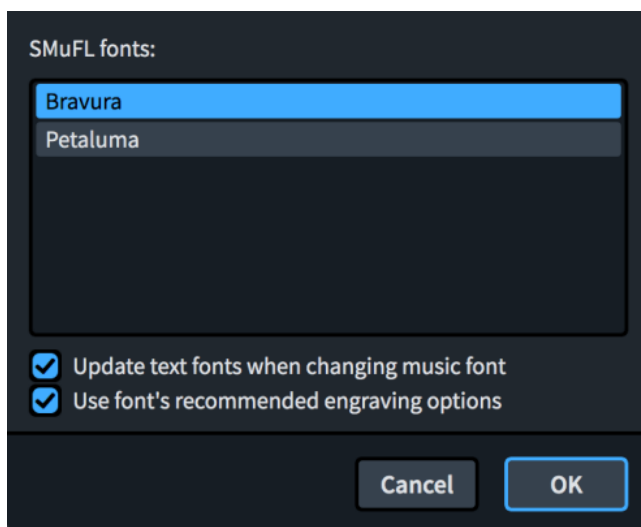 SMuFL fonts:
Bravura
Petaluma
Update text fonts when changing music font
Use font's recommended engraving options
Cancel OK